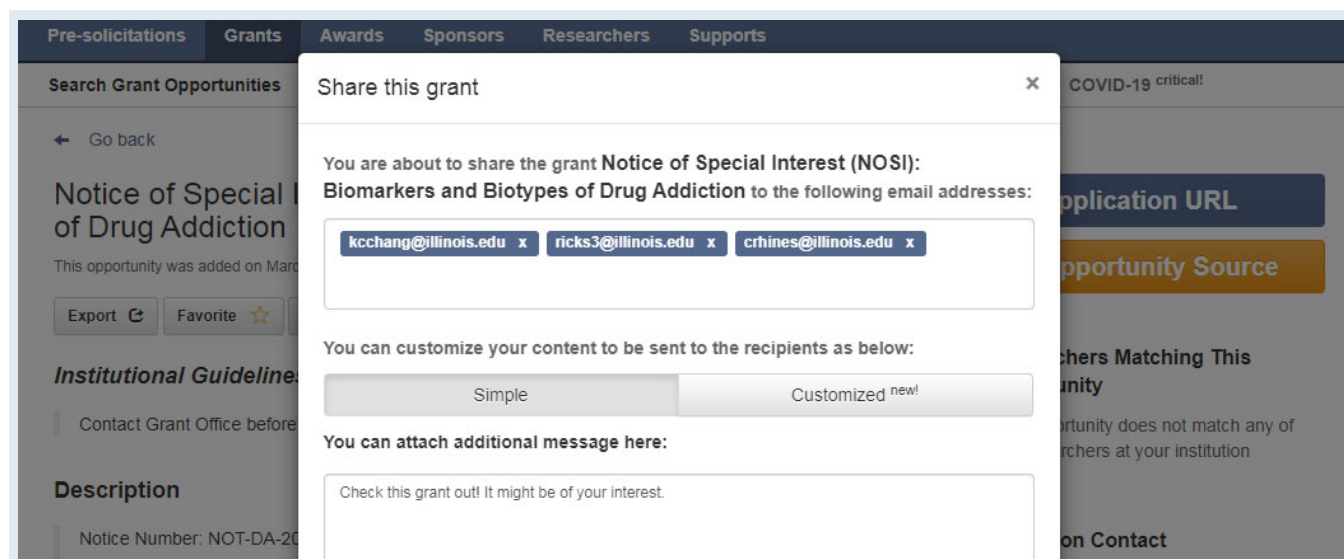 Pre-solicitations Grants Awards Sponsors Researchers Supports
Search Grant Opportunities
COVID-19 critical!
Share this grant ×
← Go back
You are about to share the grant Notice of Special Interest (NOSI):
Biomarkers and Biotypes of Drug Addiction to the following email addresses:
kcchang@illinois.edu x ricks3@illinois.edu x crhines@illinois.edu x
You can customize your content to be sent to the recipients as below:
Simple Customized new!
You can attach additional message here:
Check this grant out! It might be of your interest.
Notice of Special I
of Drug Addiction
This opportunity was added on Marc
Export Favorite
Institutional Guideline
Contact Grant Office before
Description
Notice Number: NOT-DA-20
pplication URL
pportunity Source
chers Matching This
unity
ortunity does not match any of
rchers at your institution
on Contact